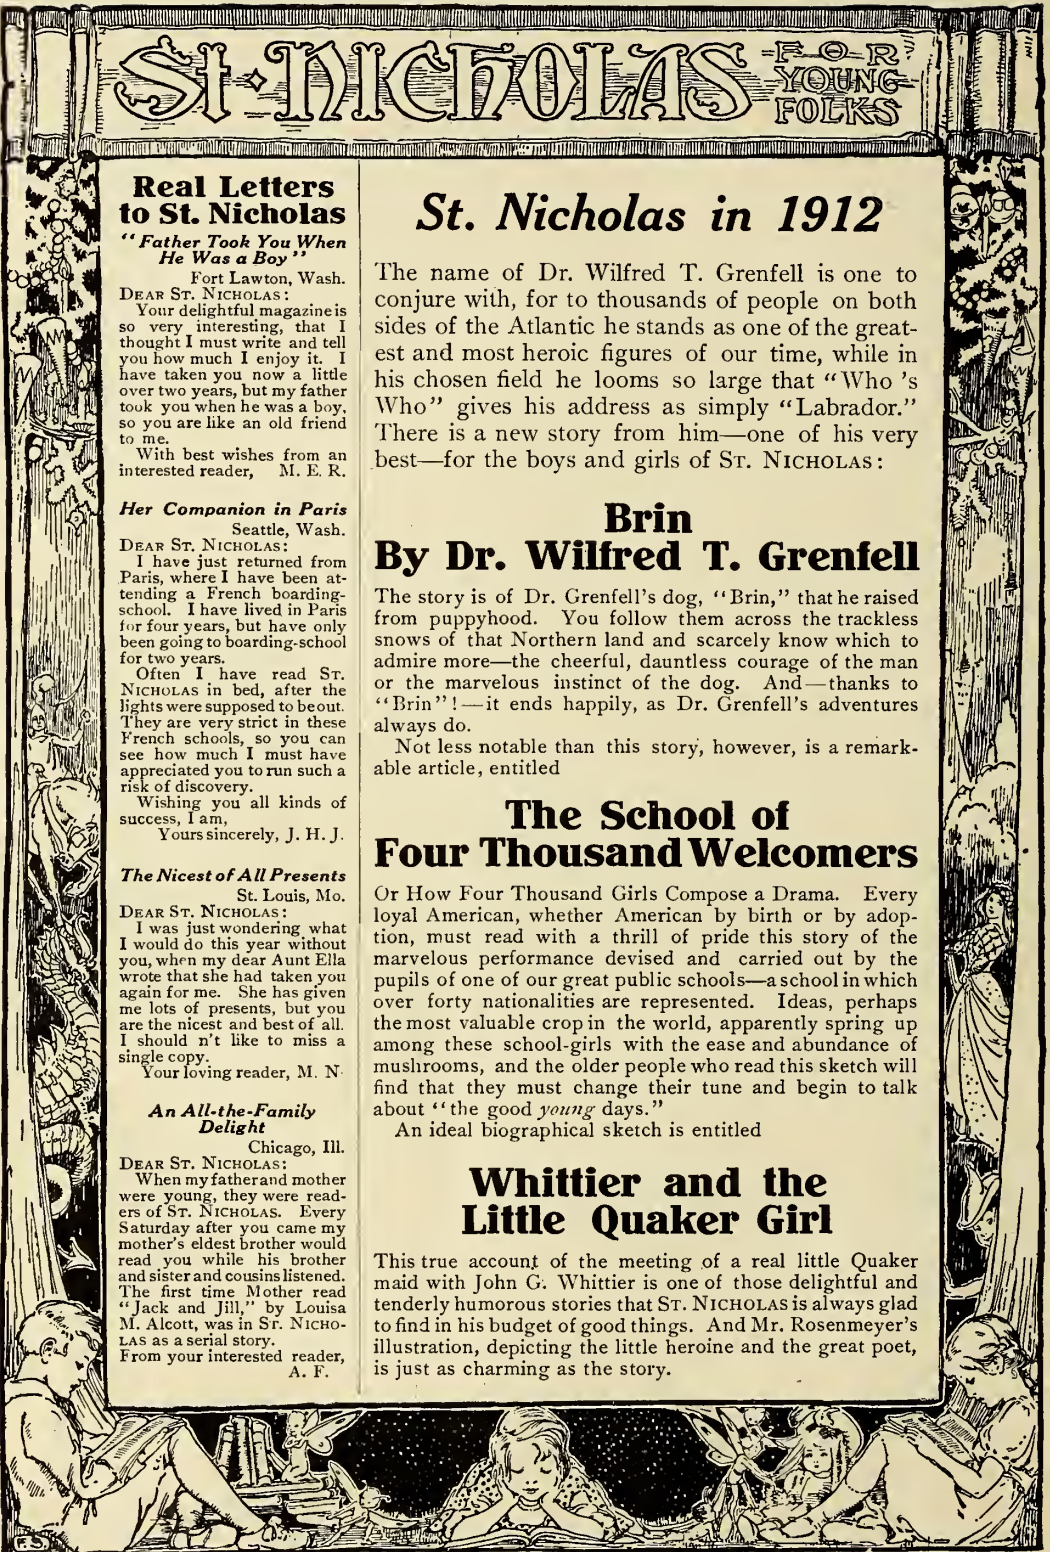 St. NICHOLAS
FOR
YOUNG
FOLKS
Real Letters
to St. Nicholas
"Father Took You When
He Was a Boy"
Fort Lawton, Wash.
DEAR ST. NICHOLAS:
Your delightful magazine is
so very interesting, that I
thought I must write and tell
you how much I enjoy it. I
have taken you now a little
over two years, but my father
took you when he was a boy,
so you are like an old friend
to me.
With best wishes from an
interested reader, M. E. R.
Her Companion in Paris
Seattle, Wash.
DEAR ST. NICHOLAS:
I have just returned from
Paris, where I have been at-
tending a French boarding-
school. I have lived in Paris
for four years, but have only
been going to boarding-school
for two years.
Often I have read ST.
NICHOLAS in bed, after the
lights were supposed to be out.
They are very strict in these
French schools, so you can
see how much I must have
appreciated you to run such a
risk of discovery.
Wishing you all kinds of
success, I am,
Yours sincerely, J. H. J.
The Nicest of All Presents
St. Louis, Mo.
DEAR ST. NICHOLAS:
I was just wondering what
I would do this year without
you, when my dear Aunt Ella
wrote that she had taken you
again for me. She has given
me lots of presents, but you
are the nicest and best of all.
I should n't like to miss a
single copy.
Your loving reader, M. N
An All-the-Family
Delight
Chicago, Ill.
DEAR ST. NICHOLAS:
When my father and mother
were young, they were read-
ers of ST. NICHOLAS. Every
Saturday after you came my
mother's eldest brother would
read you while his brother
and sister and cousins listened.
The first time Mother read
"Jack and Jill," by Louisa
M. Alcott, was in ST. NICHO-
LAS as a serial story.
From your interested reader,
A. F.
St. Nicholas in 1912
The name of Dr. Wilfred T. Grenfell is one to
conjure with, for to thousands of people on both
sides of the Atlantic he stands as one of the great-
est and most heroic figures of our time, while in
his chosen field he looms so large that "Who 's
Who" gives his address as simply "Labrador."
There is a new story from him—one of his very
best—for the boys and girls of ST. NICHOLAS:
Brin
By Dr. Wilfred T. Grenfell
The story is of Dr. Grenfell's dog, "Brin," that he raised
from puppyhood. You follow them across the trackless
snows of that Northern land and scarcely know which to
admire more—the cheerful, dauntless courage of the man
or the marvelous instinct of the dog. And—thanks to
"Brin"!—it ends happily, as Dr. Grenfell's adventures
always do.
Not less notable than this story, however, is a remark-
able article, entitled
The School of
Four Thousand Welcomers
Or How Four Thousand Girls Compose a Drama. Every
loyal American, whether American by birth or by adop-
tion, must read with a thrill of pride this story of the
marvelous performance devised and carried out by the
pupils of one of our great public schools—a school in which
over forty nationalities are represented. Ideas, perhaps
the most valuable crop in the world, apparently spring up
among these school-girls with the ease and abundance of
mushrooms, and the older people who read this sketch will
find that they must change their tune and begin to talk
about "the good young days."
An ideal biographical sketch is entitled
Whittier and the
Little Quaker Girl
This true account of the meeting of a real little Quaker
maid with John G. Whittier is one of those delightful and
tenderly humorous stories that ST. NICHOLAS is always glad
to find in his budget of good things. And Mr. Rosenmeyer's
illustration, depicting the little heroine and the great poet,
is just as charming as the story.
F.S.